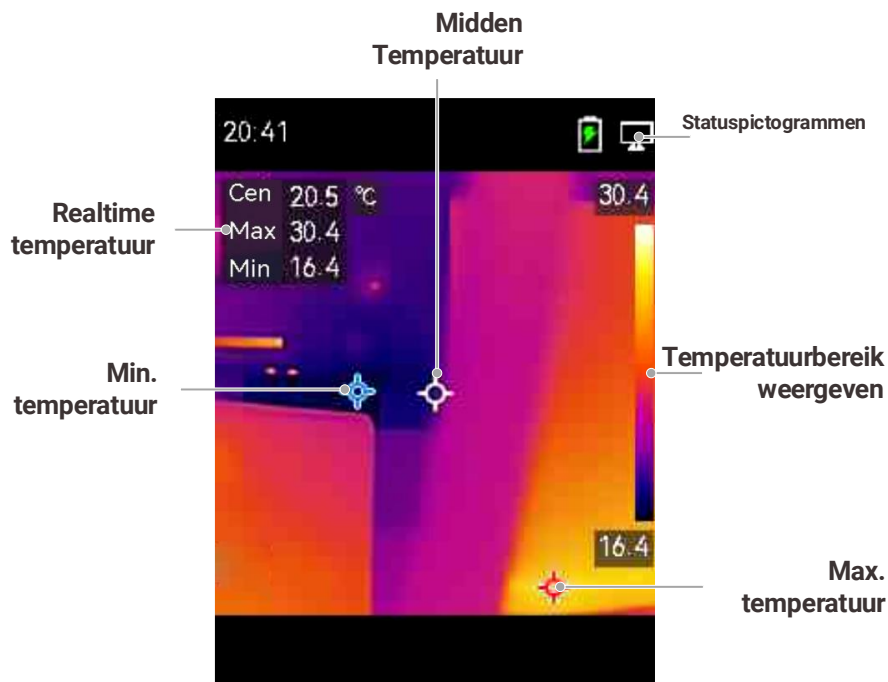 Midden
Temperatuur
Statuspictogrammen
20:41
Cen 20.5 °C
Max 30.4
Min 16.4
30.4
Realtime
temperatuur
Min.
temperatuur
Temperatuurbereik
weergeven
16.4
Max.
temperatuur